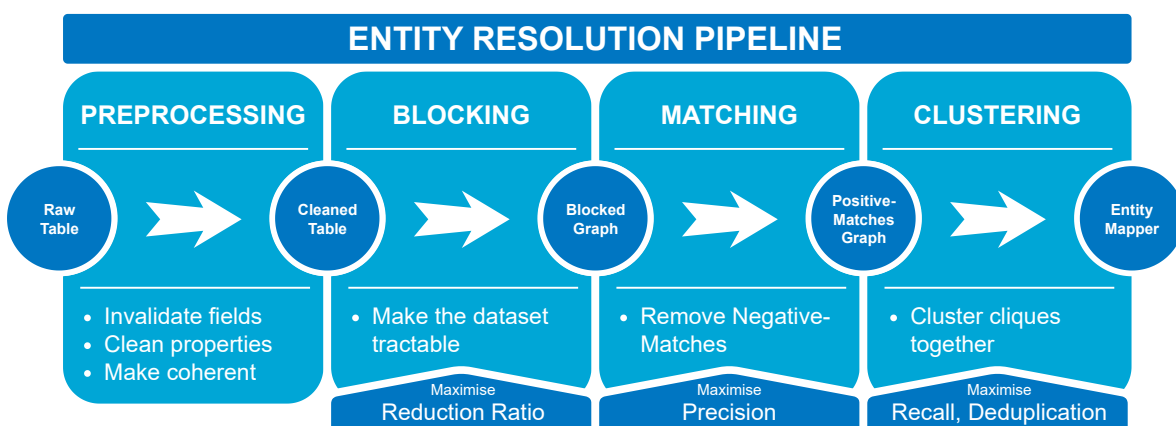 ENTITY RESOLUTION PIPELINE
PREPROCESSING
BLOCKING
MATCHING
CLUSTERING
Raw
Table
Cleaned
Table
Blocked
Graph
Positive-
Matches
Graph
Entity
Mapper
• Invalidate fields
• Clean properties
• Make coherent
• Make the dataset
tractable
• Remove Negative-
Matches
• Cluster cliques
together
Maximise
Reduction Ratio
Maximise
Precision
Maximise
Recall, Deduplication